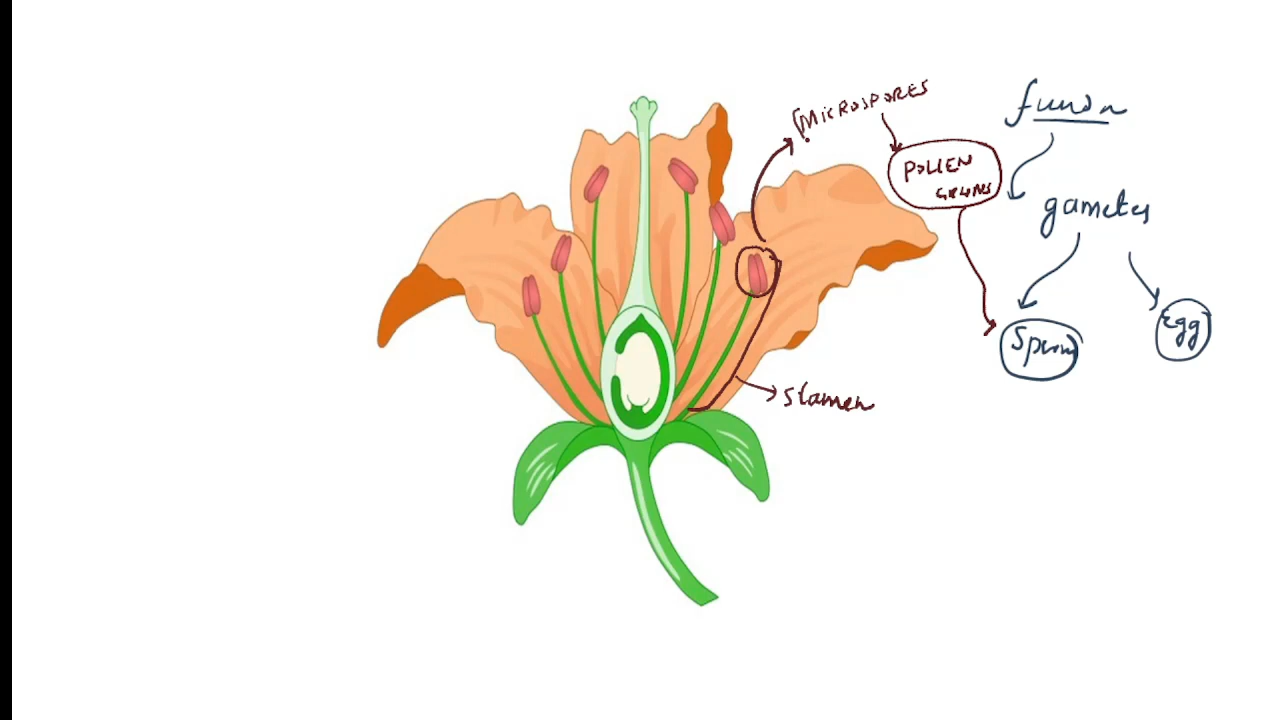 MICROSPORES
fusion
POLLEN
GRAINS
gametes
Sperm
Egg
stamen